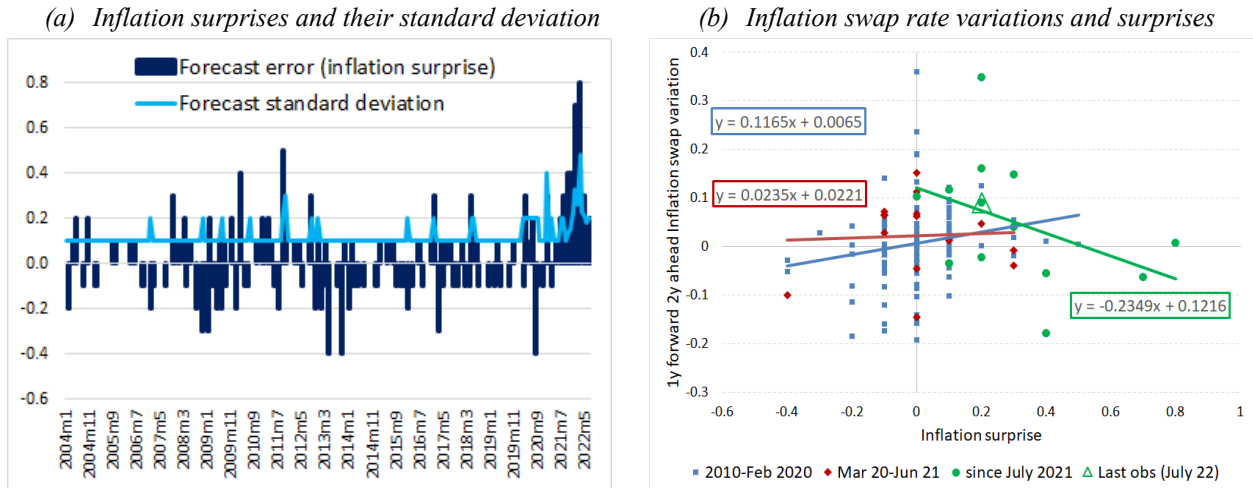 (a) Inflation surprises and their standard deviation
Forecast error (inflation surprise)
Forecast standard deviation
0.8
0.6
0.4
0.2
0.0
-0.2
-0.4
-0.6
2004m1
2004m11
2005m9
2006m7
2007m5
2008m3
2009m1
2009m11
2010m9
2011m7
2012m5
2013m3
2014m1
2014m11
2015m9
2016m7
2017m5
2018m3
2019m1
2019m11
2020m9
2021m7
2022m5
(b) Inflation swap rate variations and surprises
1y forward 2y ahead Inflation swap variation
0.4
0.3
0.2
0.1
0
-0.1
-0.2
-0.3
y = 0.1165x + 0.0065
y = 0.0235x + 0.0221
y = -0.2349x + 0.1216
-0.6
-0.4
-0.2
0
0.2
0.4
0.6
0.8
1
Inflation surprise
2010-Feb 2020
Mar 20-Jun 21
since July 2021
Last obs (July 22)